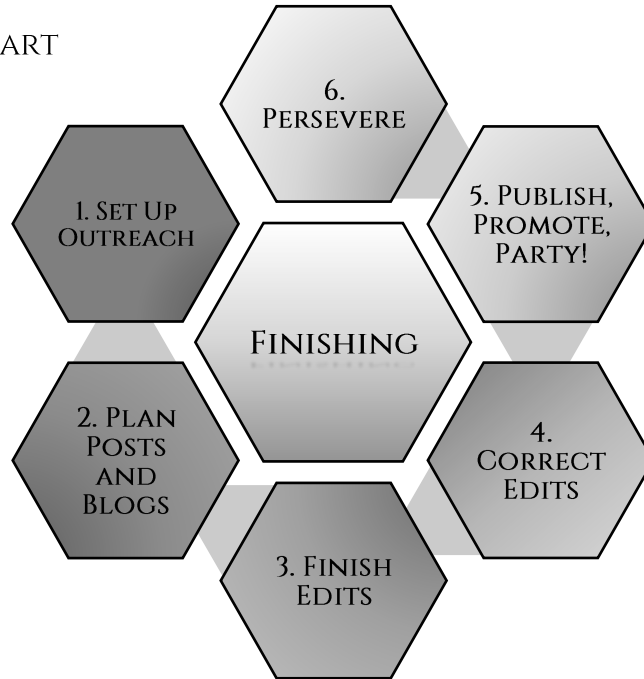 ART
6.
Persevere
1. Set Up
Outreach
5. Publish,
Promote,
Party!
Finishing
2. Plan
Posts
and
Blogs
4.
Correct
Edits
3. Finish
Edits